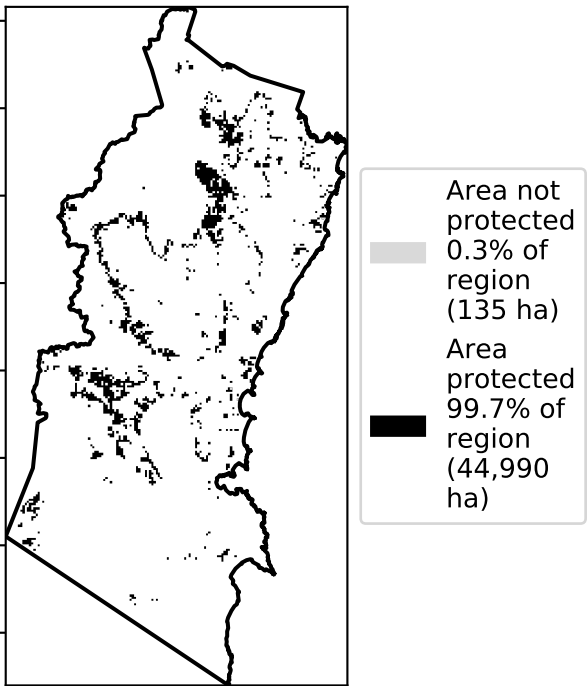 Area not
protected
0.3% of
region
(135 ha)
Area
protected
99.7% of
region
(44,990
ha)